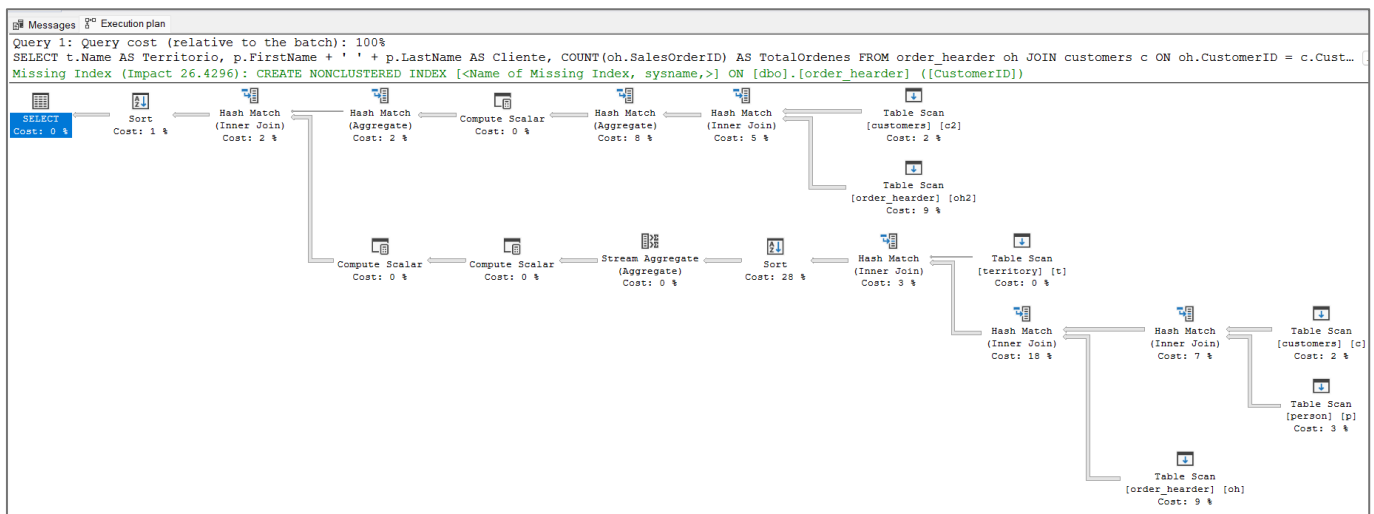 Messages Execution plan
Query 1: Query cost (relative to the batch): 100%
SELECT t.Name AS Territorio, p.FirstName + ' ' + p.LastName AS Cliente, COUNT(oh.SalesOrderID) AS TotalOrdenes FROM order_hearder oh JOIN customers c ON oh.CustomerID = c.Cust...
Missing Index (Impact 26.4296): CREATE NONCLUSTERED INDEX [<Name of Missing Index, sysname,>] ON [dbo].[order_hearder] ([CustomerID])
SELECT
Cost: 0 %
Sort
Cost: 1 %
Hash Match
(Inner Join)
Cost: 2 %
Hash Match
(Aggregate)
Cost: 2 %
Compute Scalar
Cost: 0 %
Hash Match
(Aggregate)
Cost: 8 %
Hash Match
(Inner Join)
Cost: 5 %
Table Scan
[customers] [c2]
Cost: 2 %
Table Scan
[order_hearder] [oh2]
Cost: 9 %
Compute Scalar
Cost: 0 %
Compute Scalar
Cost: 0 %
Stream Aggregate
(Aggregate)
Cost: 0 %
Sort
Cost: 28 %
Hash Match
(Inner Join)
Cost: 3 %
Table Scan
[territory] [t]
Cost: 0 %
Hash Match
(Inner Join)
Cost: 18 %
Hash Match
(Inner Join)
Cost: 7 %
Table Scan
[customers] [c]
Cost: 2 %
Table Scan
[person] [p]
Cost: 3 %
Table Scan
[order_hearder] [oh]
Cost: 9 %